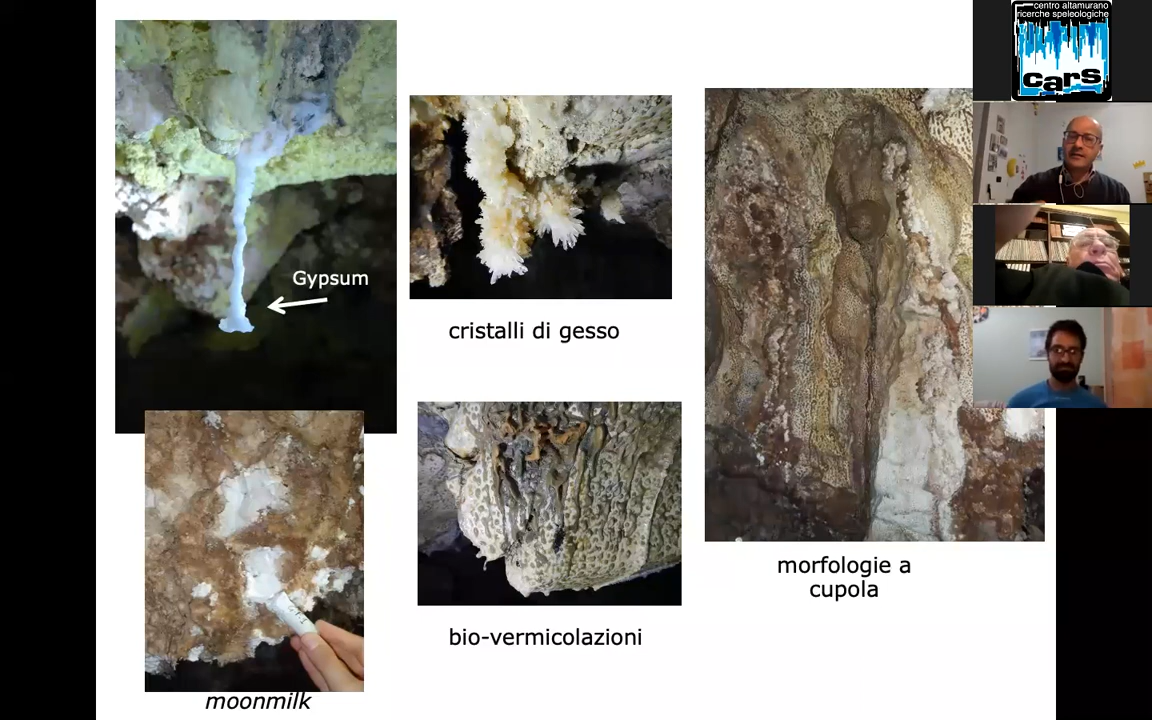 centro altamurano
ricerche speleologiche
cars
Gypsum
cristalli di gesso
morfologie a
cupola
bio-vermicolazioni
moonmilk